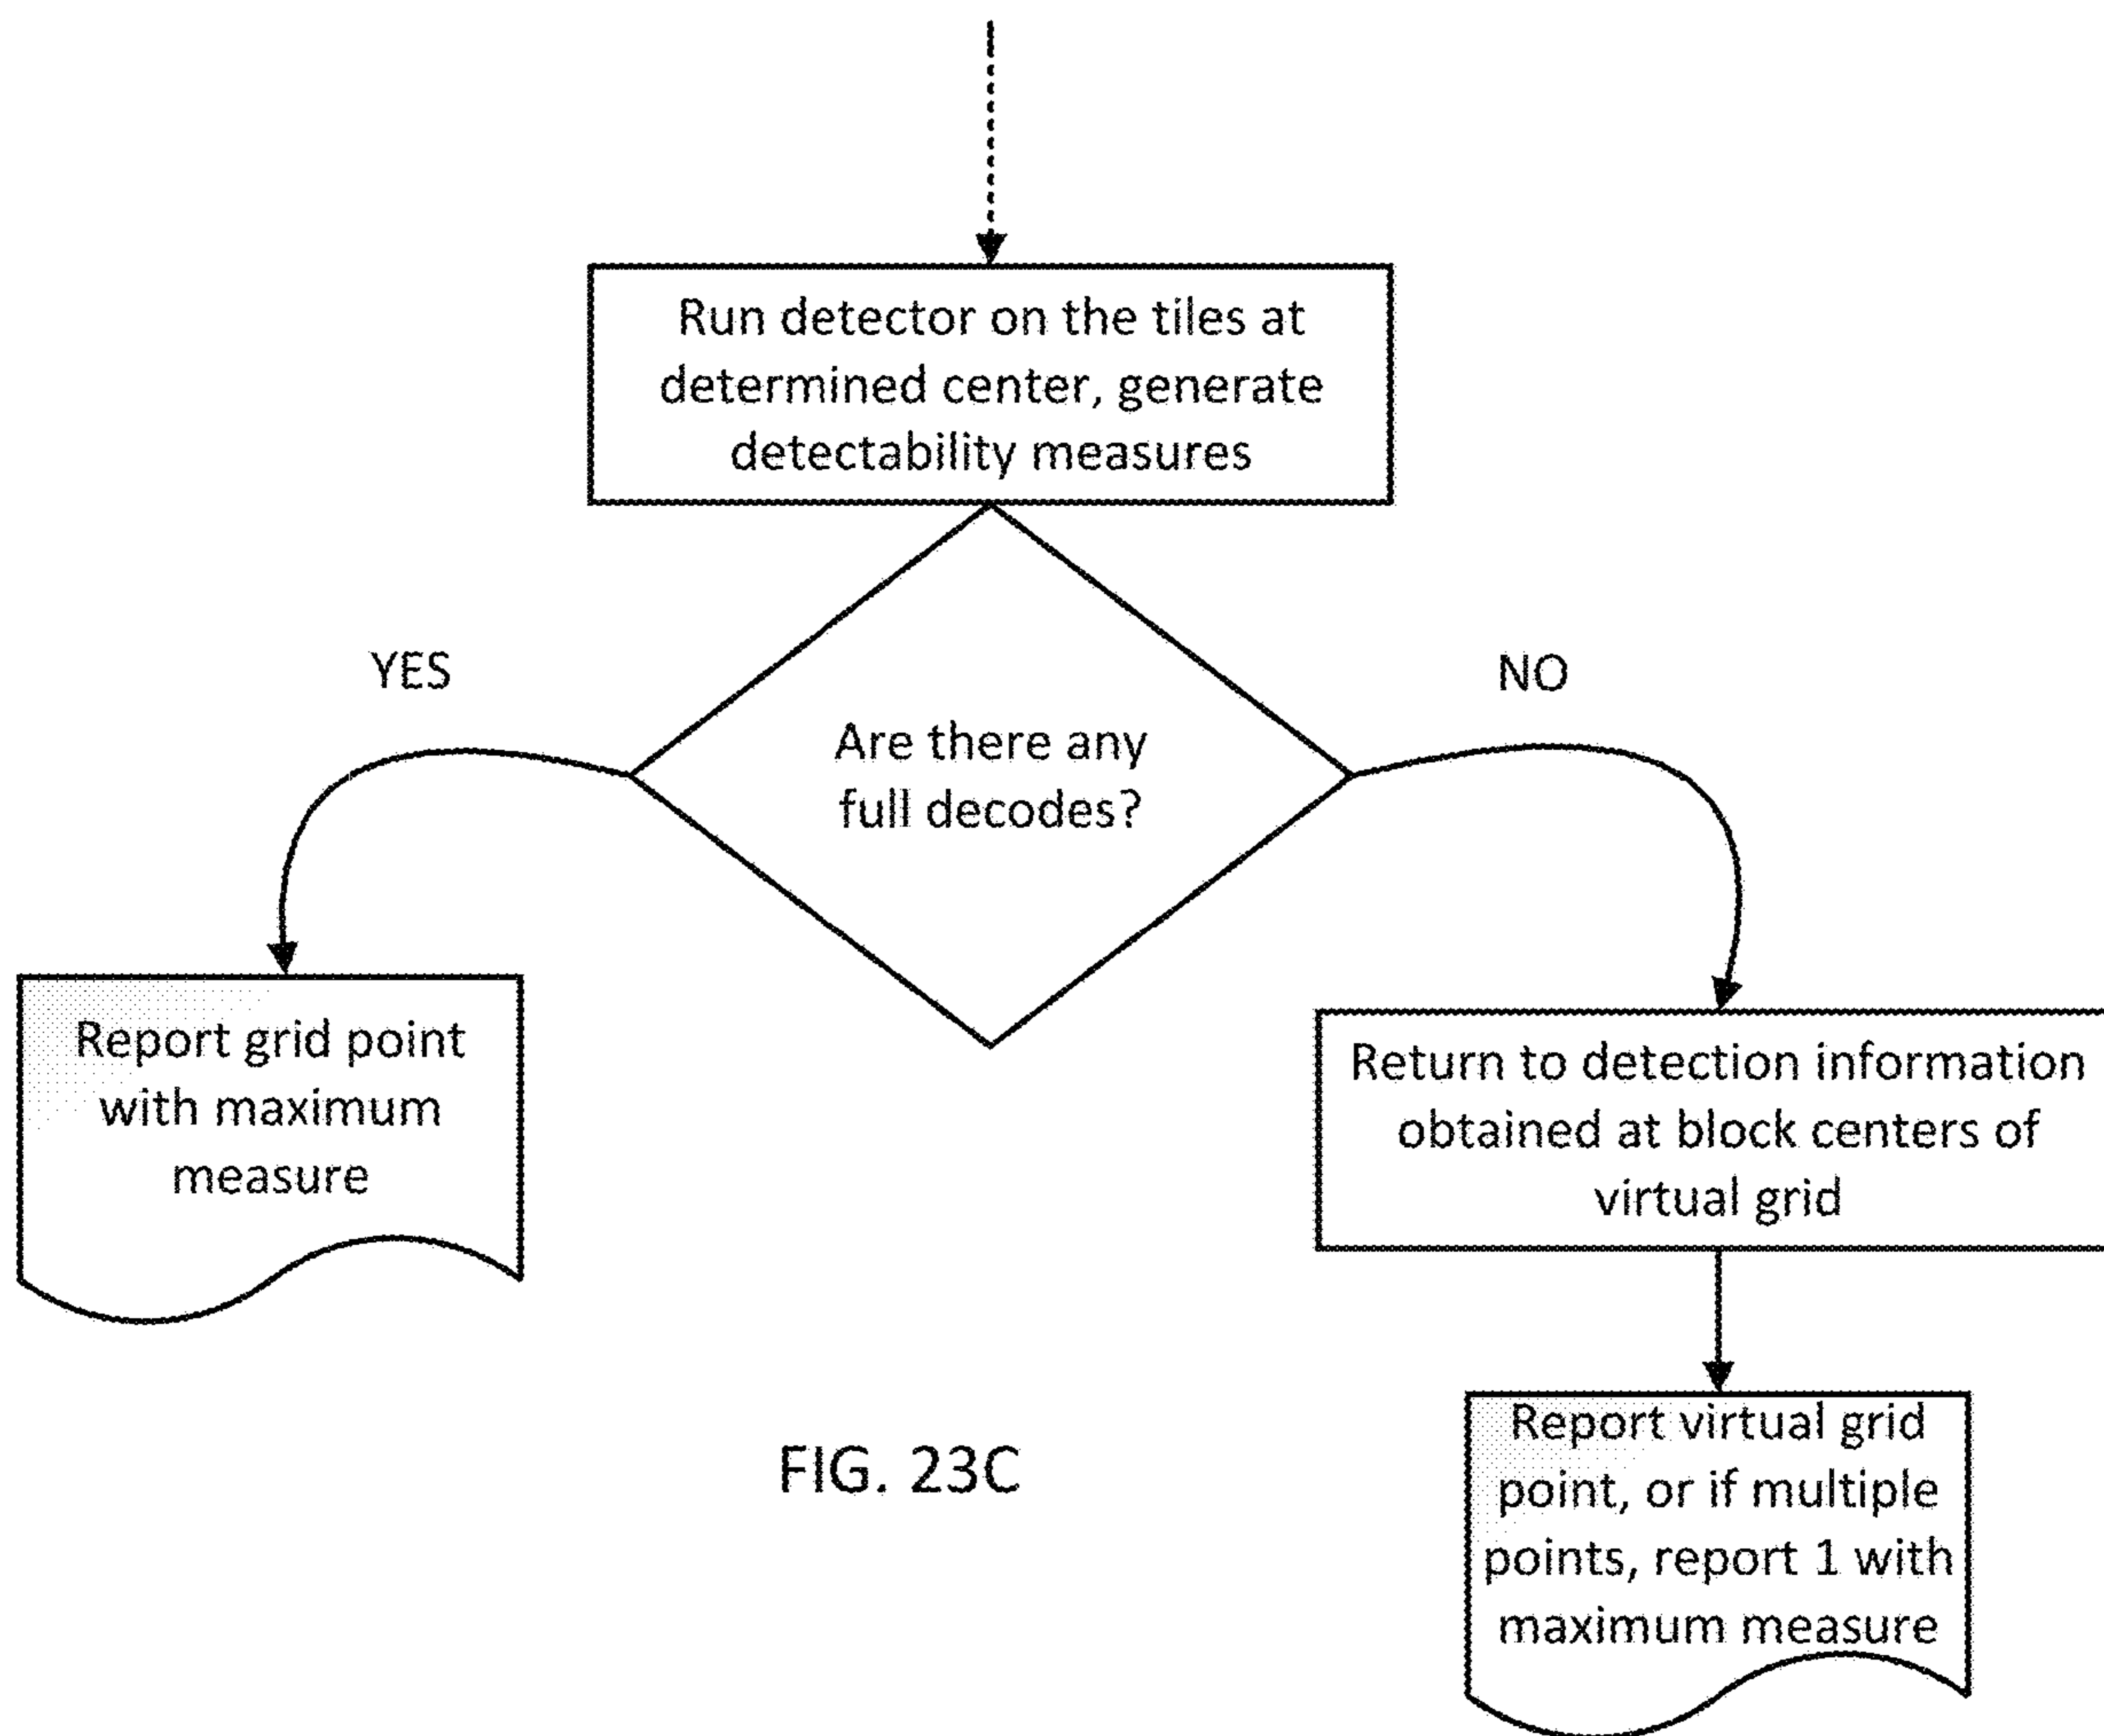 Run detector on the tiles at
determined center, generate
detectability measures
YES
NO
Are there any
full decodes?
Report grid point
with maximum
measure
Return to detection information
obtained at block centers of
virtual grid
Report virtual grid
point, or if multiple
points, report 1 with
maximum measure
FIG. 23C